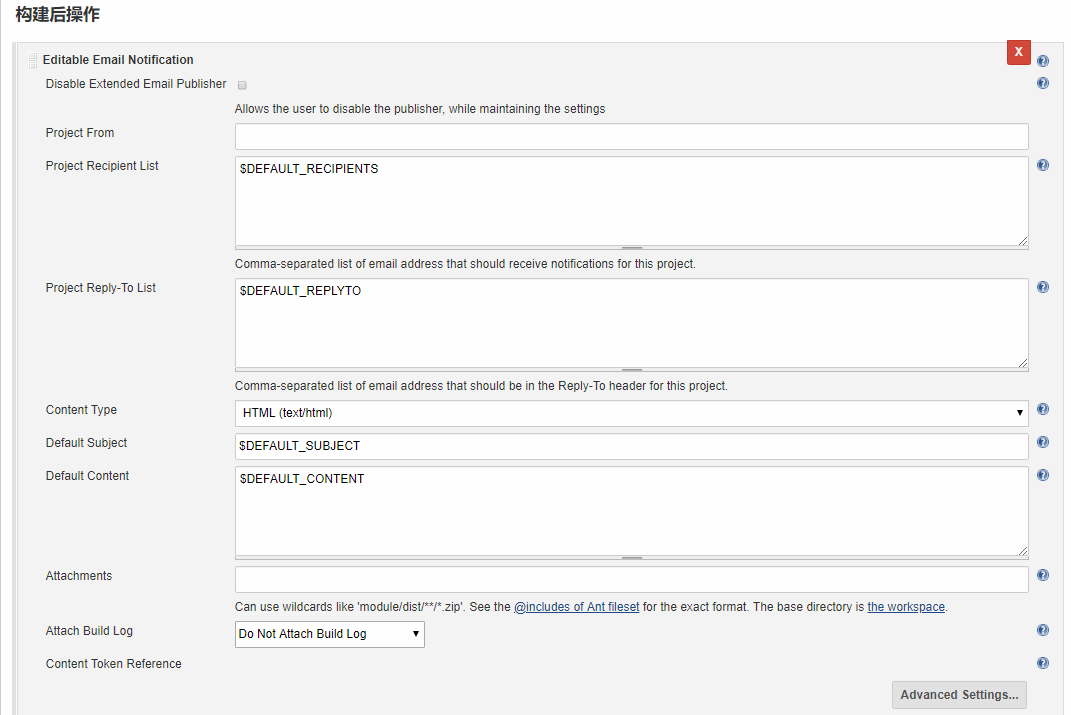 构建后操作
X
Editable Email Notification
Disable Extended Email Publisher
Allows the user to disable the publisher, while maintaining the settings
Project From
Project Recipient List
$DEFAULT_RECIPIENTS
Comma-separated list of email address that should receive notifications for this project.
Project Reply-To List
$DEFAULT_REPLYTO
Comma-separated list of email address that should be in the Reply-To header for this project.
Content Type
HTML (text/html)
Default Subject
$DEFAULT_SUBJECT
Default Content
$DEFAULT_CONTENT
Attachments
Can use wildcards like 'module/dist/**/*.zip'. See the @includes of Ant fileset for the exact format. The base directory is the workspace.
Attach Build Log
Do Not Attach Build Log
Content Token Reference
Advanced Settings...